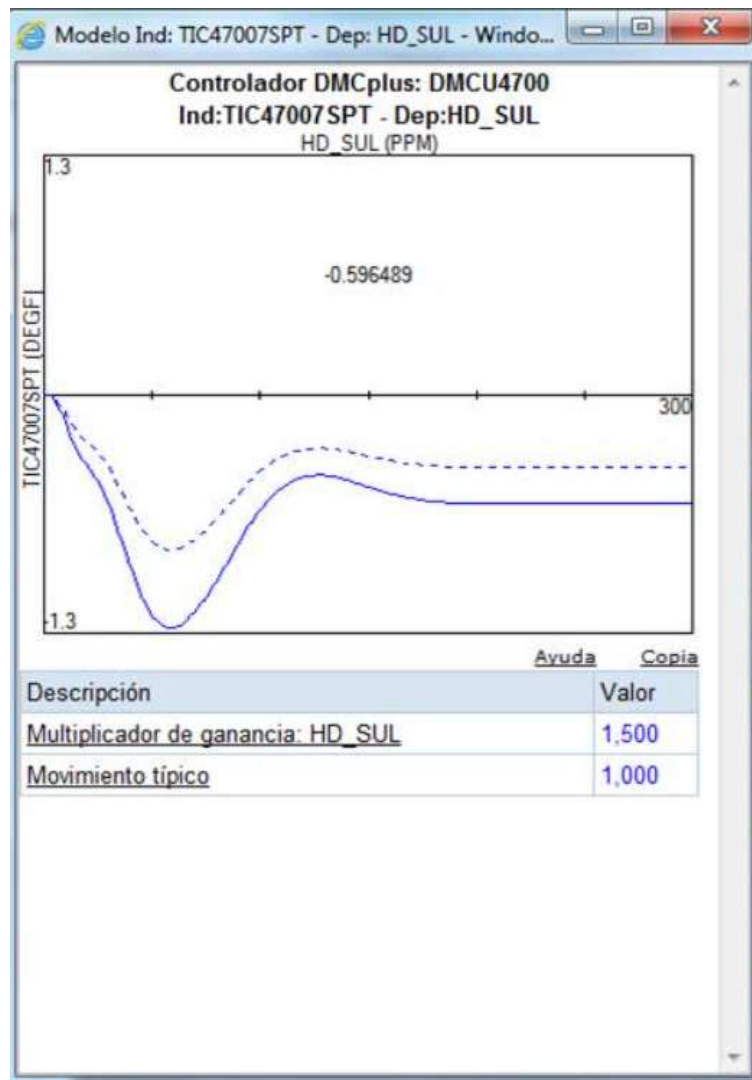 Modelo Ind: TIC47007SPT - Dep: HD_SUL - Windo...
Controlador DMCplus: DMCU4700
Ind:TIC47007SPT - Dep:HD_SUL
HD_SUL (PPM)
1.3
-0.596489
TIC47007SPT (DEGF)
300
-1.3
Ayuda Copia
Descripción Valor
Multiplicador de ganancia: HD_SUL 1,500
Movimiento típico 1,000